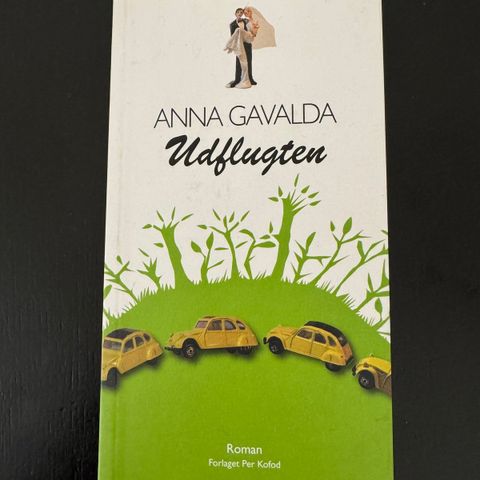 ANNA GAVALDA
Udflugten
Roman
Forlaget Per Kofod